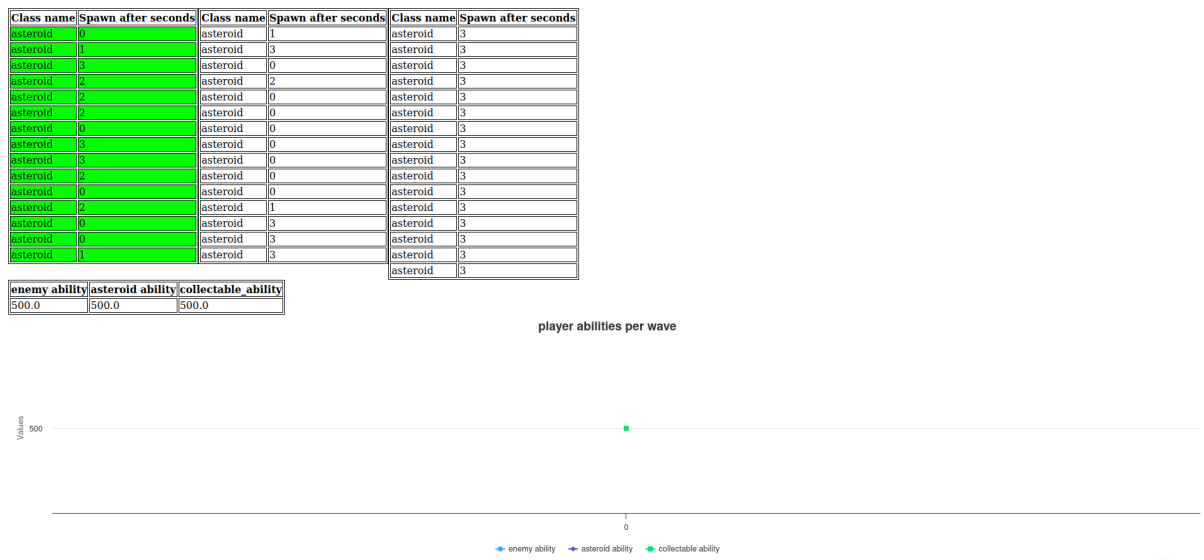 Class name Spawn after seconds Class name Spawn after seconds Class name Spawn after seconds
asteroid 0 asteroid 1 asteroid 3
asteroid 1 asteroid 3 asteroid 3
asteroid 3 asteroid 0 asteroid 3
asteroid 2 asteroid 2 asteroid 3
asteroid 2 asteroid 0 asteroid 3
asteroid 2 asteroid 0 asteroid 3
asteroid 0 asteroid 0 asteroid 3
asteroid 3 asteroid 0 asteroid 3
asteroid 3 asteroid 0 asteroid 3
asteroid 2 asteroid 0 asteroid 3
asteroid 0 asteroid 0 asteroid 3
asteroid 2 asteroid 1 asteroid 3
asteroid 0 asteroid 3 asteroid 3
asteroid 0 asteroid 3 asteroid 3
asteroid 1 asteroid 3 asteroid 3
asteroid 3
enemy ability asteroid ability collectable_ability
500.0 500.0 500.0
player abilities per wave
Values
500
0
enemy ability asteroid ability collectable ability